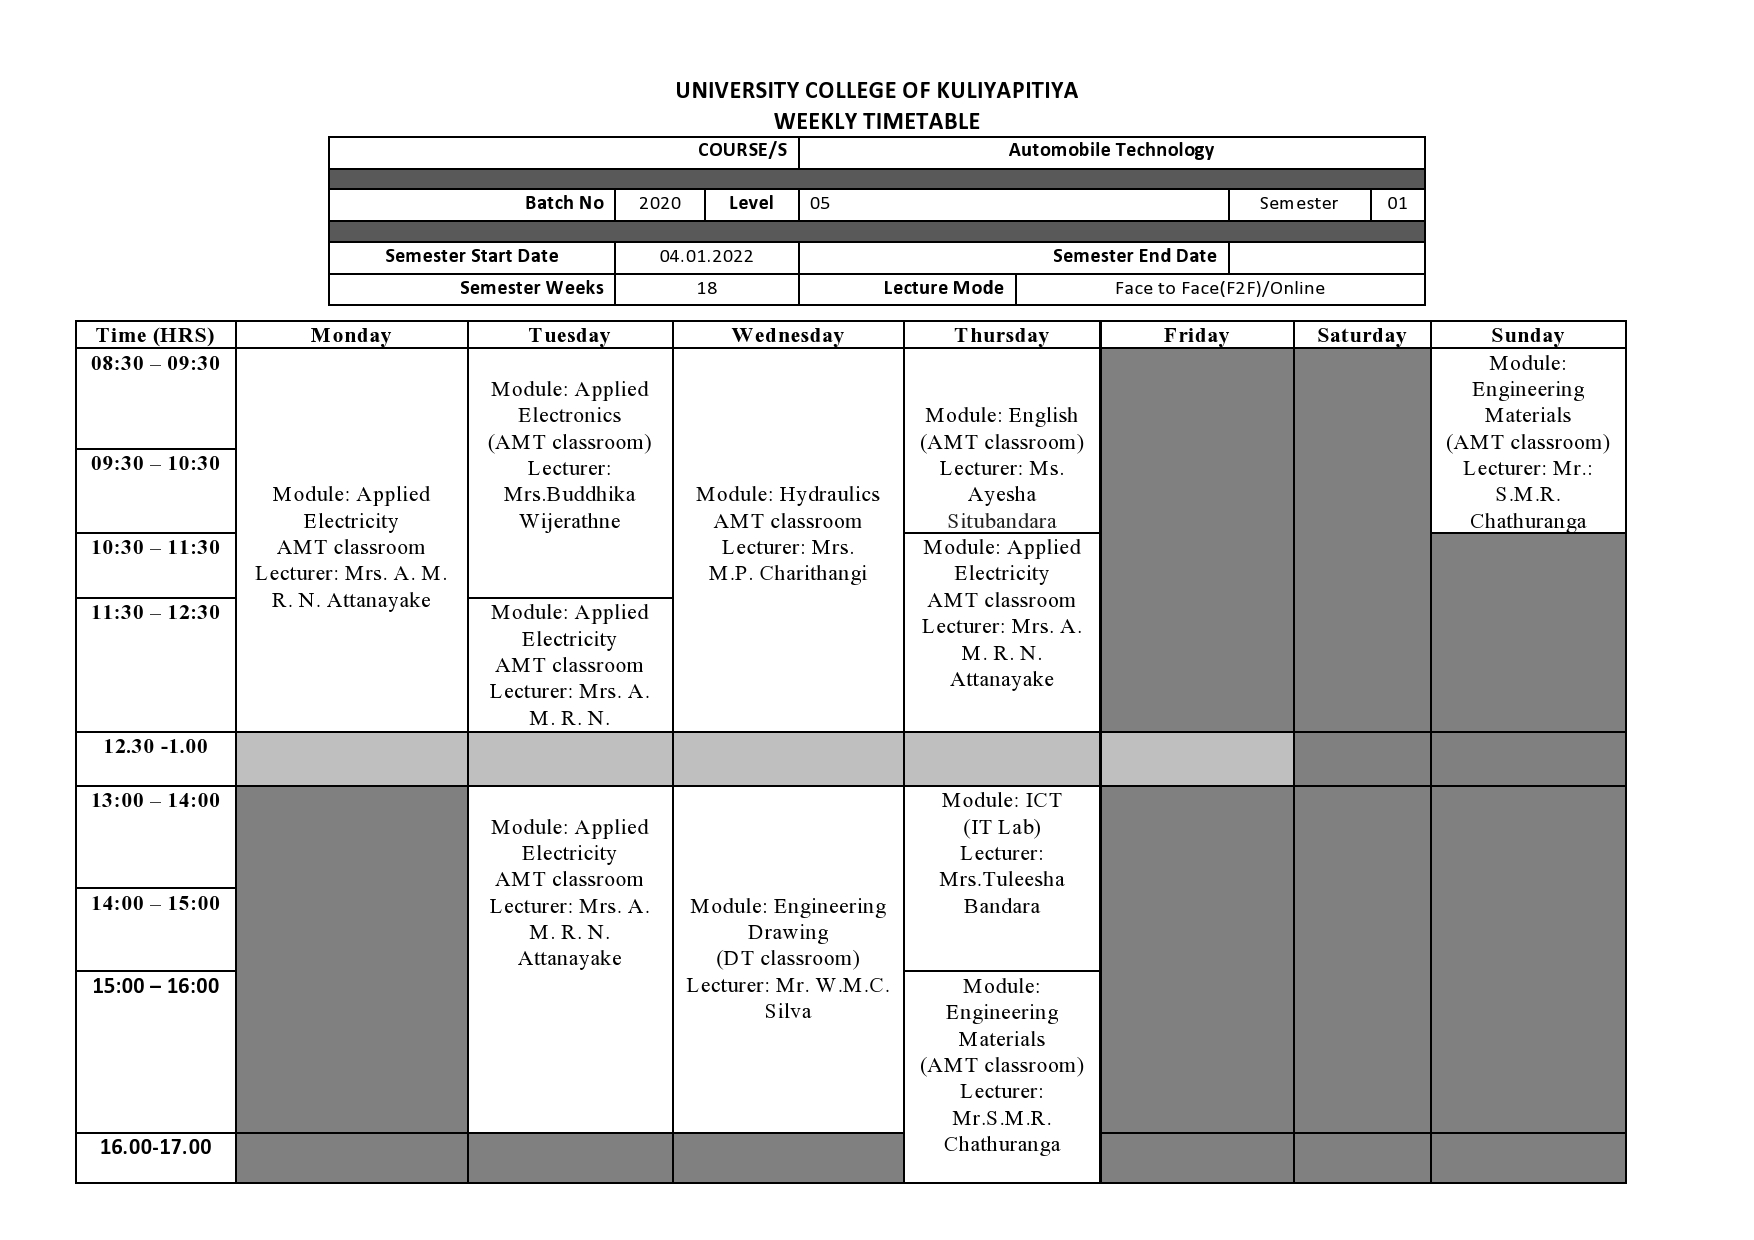 UNIVERSITY COLLEGE OF KULIYAPITIYA
WEEKLY TIMETABLE
COURSE/S Automobile Technology
Batch No 2020 Level 05 Semester 01
Semester Start Date 04.01.2022 Semester End Date
Semester Weeks 18 Lecture Mode Face to Face(F2F)/Online
Time (HRS) Monday Tuesday Wednesday Thursday Friday Saturday Sunday
08:30 – 09:30
09:30 – 10:30
10:30 – 11:30
11:30 – 12:30
Module: Applied
Electricity
AMT classroom
Lecturer: Mrs. A. M.
R. N. Attanayake
Module: Applied
Electronics
(AMT classroom)
Lecturer:
Mrs.Buddhika
Wijerathne
Module: Applied
Electricity
AMT classroom
Lecturer: Mrs. A.
M. R. N.
Module: Hydraulics
AMT classroom
Lecturer: Mrs.
M.P. Charithangi
Module: English
(AMT classroom)
Lecturer: Ms.
Ayesha
Situbandara
Module: Applied
Electricity
AMT classroom
Lecturer: Mrs. A.
M. R. N.
Attanayake
Module:
Engineering
Materials
(AMT classroom)
Lecturer: Mr.:
S.M.R.
Chathuranga
12.30 -1.00
13:00 – 14:00
14:00 – 15:00
15:00 – 16:00
16.00-17.00
Module: Applied
Electricity
AMT classroom
Lecturer: Mrs. A.
M. R. N.
Attanayake
Module: Engineering
Drawing
(DT classroom)
Lecturer: Mr. W.M.C.
Silva
Module: ICT
(IT Lab)
Lecturer:
Mrs.Tuleesha
Bandara
Module:
Engineering
Materials
(AMT classroom)
Lecturer:
Mr.S.M.R.
Chathuranga